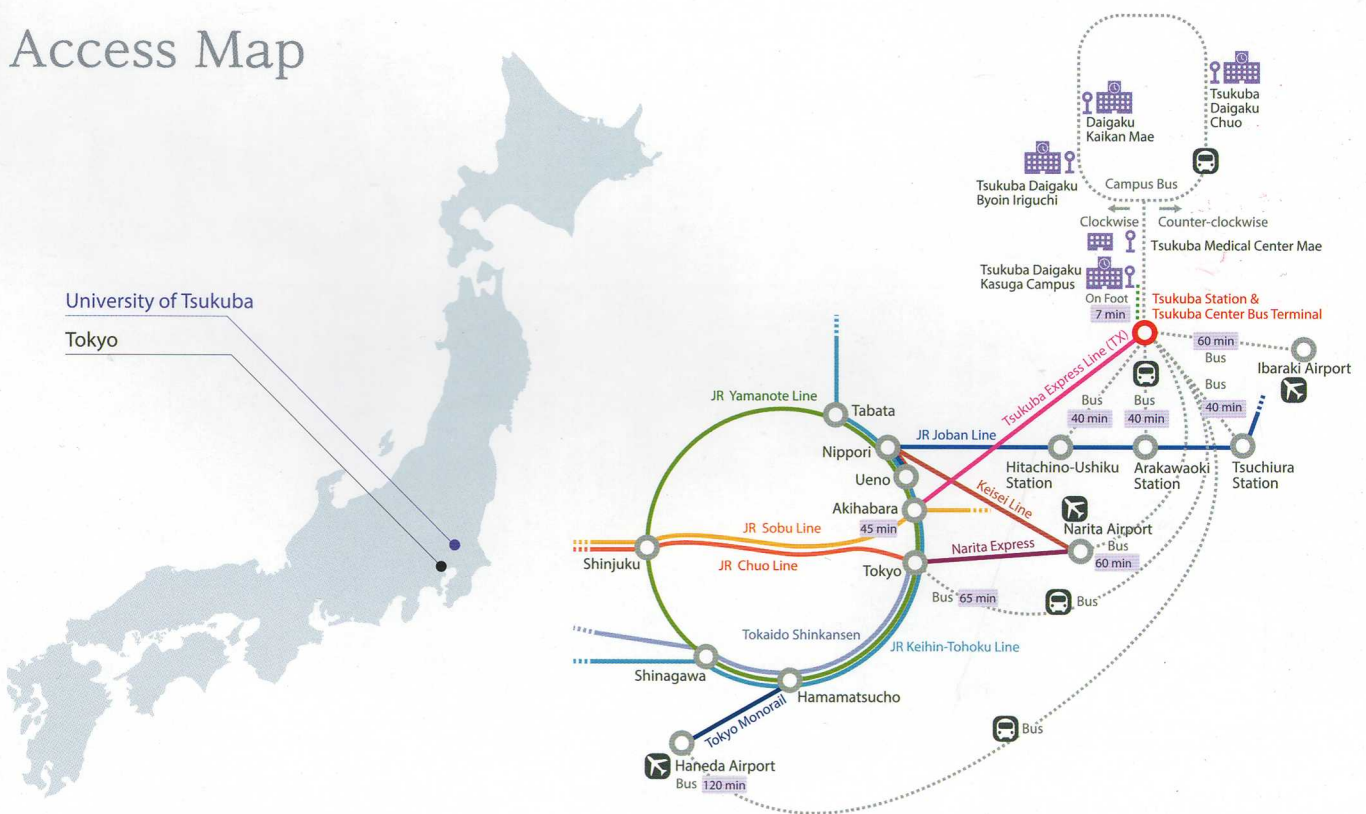 Access Map
University of Tsukuba
Tokyo
Tsukuba
Daigaku
Chuo
Daigaku
Kaikan Mae
Tsukuba Daigaku
Byoin Iriguchi
Campus Bus
Clockwise
Counter-clockwise
Tsukuba Medical Center Mae
Tsukuba Daigaku
Kasuga Campus
On Foot
7 min
Tsukuba Station &
Tsukuba Center Bus Terminal
60 min
Bus
Ibaraki Airport
Tsukuba Express Line (TX)
Bus
40 min
Bus
40 min
Bus
40 min
JR Yamanote Line
Tabata
JR Joban Line
Nippori
Hitachino-Ushiku
Station
Arakawaoki
Station
Tsuchiura
Station
Ueno
Keisei Line
Akihabara
45 min
JR Sobu Line
Narita Airport
Bus
60 min
Narita Express
Shinjuku
JR Chuo Line
Tokyo
Bus 65 min
Bus
Tokaido Shinkansen
JR Keihin-Tohoku Line
Shinagawa
Hamamatsucho
Tokyo Monorail
Bus
Haneda Airport
Bus 120 min